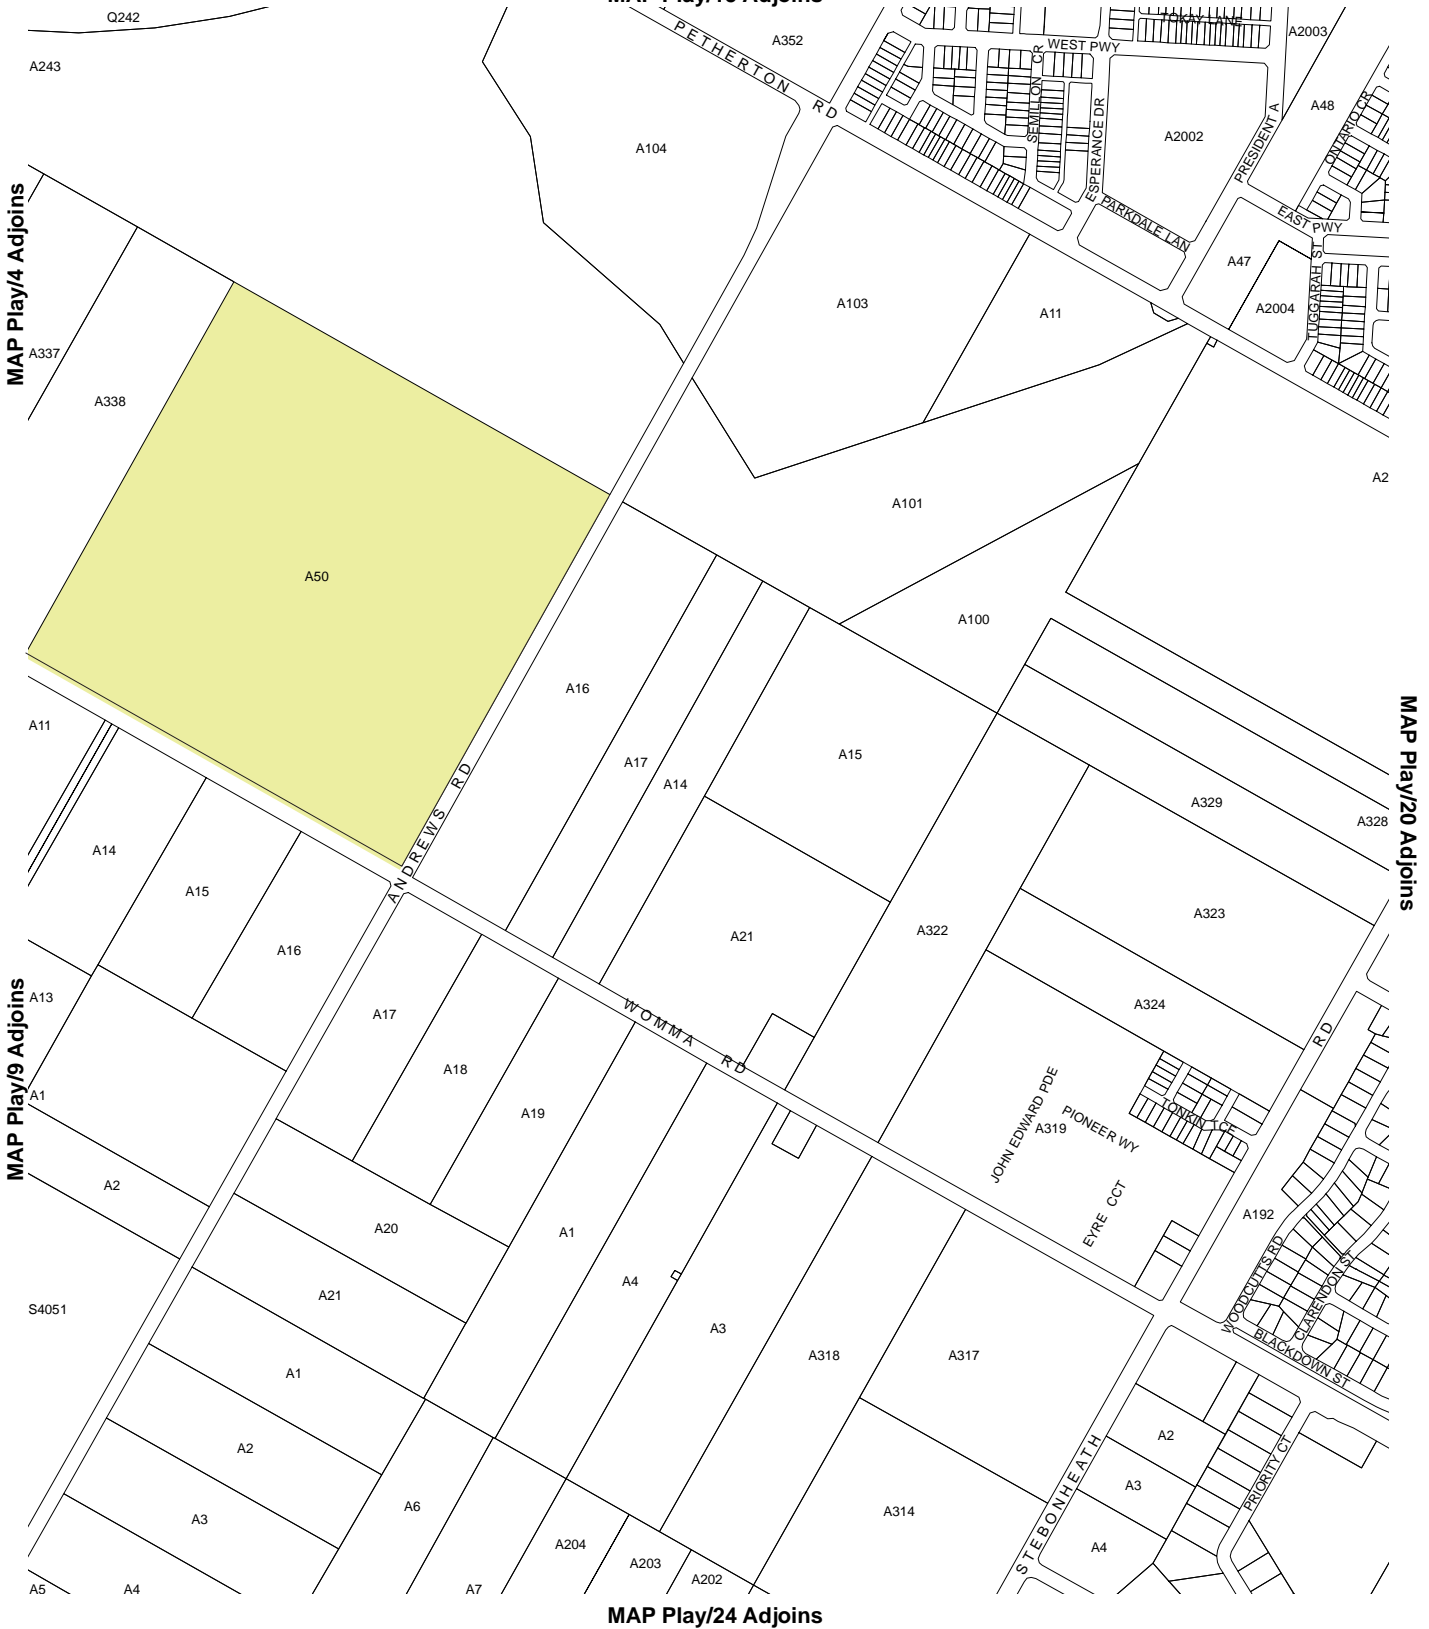 Q242
A352
PETHERTON RD
WEST PWY
TOKAY LANE
A2003
A243
SEMILLON CR
A48
ONTARIO CR
ESPERANCE DR
A2002
PRESIDENT A
A104
MAP Play/4 Adjoins
PARKDALE LAN
EAST PWY
A47
TUGGARAH ST
A103
A11
A2004
A337
A338
A2
A101
A50
A100
A16
A11
A17
A14
A15
MAP Play/20 Adjoins
A329
A328
ANDREWS RD
A14
A15
A16
A21
A322
A323
A13
A17
WOMMA RD
A324
RD
MAP Play/9 Adjoins
A18
A1
A19
JOHN EDWARD PDE
A319
PIONEER WY
TONKIN TCE
A2
A20
A1
EYRE CCT
A192
A21
A4
WOODCUTTS RD
CLARENDON ST
S4051
A3
A318
A317
BLACKDOWN ST
A1
A2
A2
A3
A6
STEBONHEATH
A3
PRIORITY CT
A314
A204
A203
A202
A4
A5
A4
A7
MAP Play/24 Adjoins